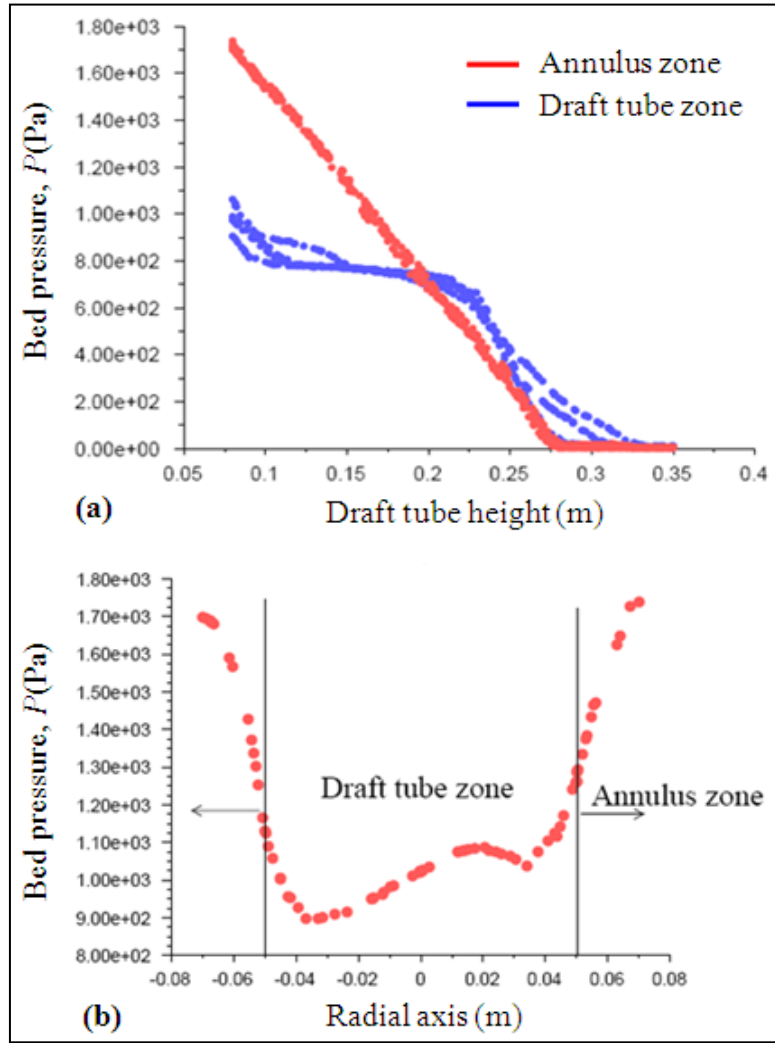 1.80e+03
1.60e+03
1.40e+03
1.20e+03
1.00e+03
8.00e+02
6.00e+02
4.00e+02
2.00e+02
0.00e+00
Bed pressure, P(Pa)
Annulus zone
Draft tube zone
0.05 0.1 0.15 0.2 0.25 0.3 0.35 0.4
(a) Draft tube height (m)
1.80e+03
1.70e+03
1.60e+03
1.50e+03
1.40e+03
1.30e+03
1.20e+03
1.10e+03
1.00e+03
9.00e+02
8.00e+02
Bed pressure, P(Pa)
Draft tube zone
Annulus zone
-0.08 -0.06 -0.04 -0.02 0 0.02 0.04 0.06 0.08
(b) Radial axis (m)